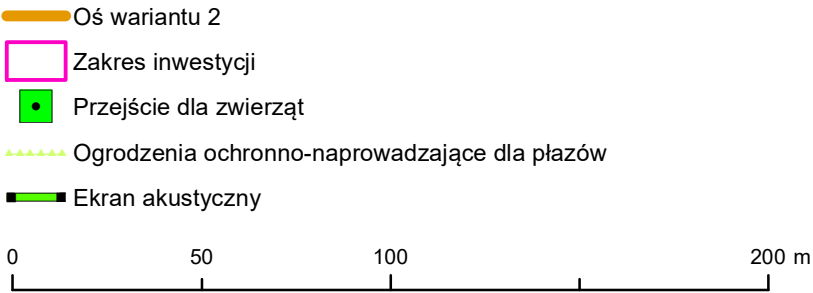 Oś wariantu 2
Zakres inwestycji
Przejście dla zwierząt
Ogrodzenia ochronno-naprowadzające dla płazów
Ekran akustyczny
0 50 100 200 m